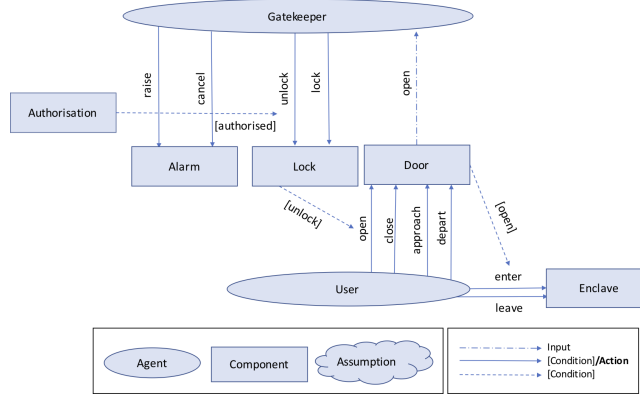 Gatekeeper
raise
cancel
unlock
lock
open
Authorisation
[authorised]
Alarm
Lock
Door
[unlock]
open
close
approach
depart
[open]
enter
User
Enclave
leave
Agent
Component
Assumption
Input
[Condition]/Action
[Condition]